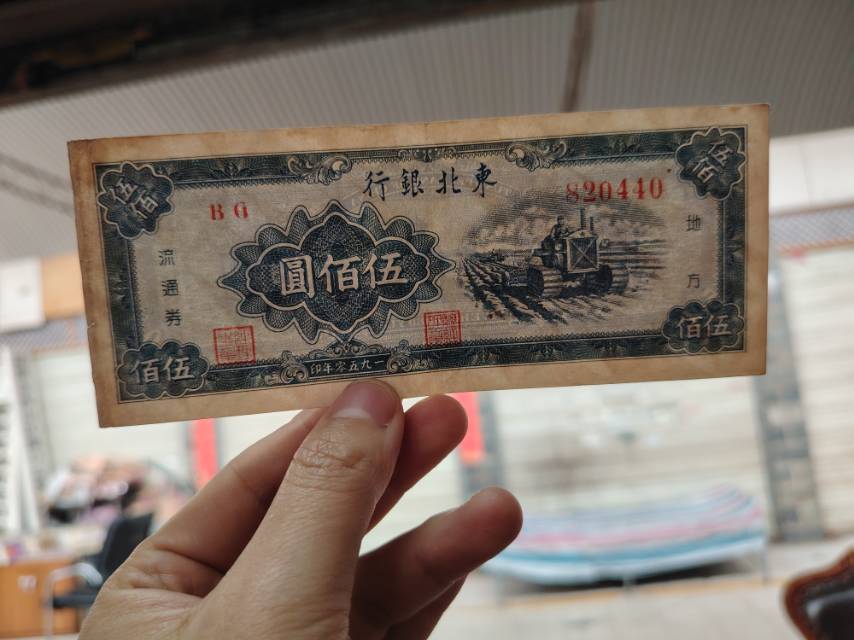 東北銀行
伍佰
伍佰
B G
820440
地方
流通券
伍佰圓
伍佰
伍佰
一九五零年印